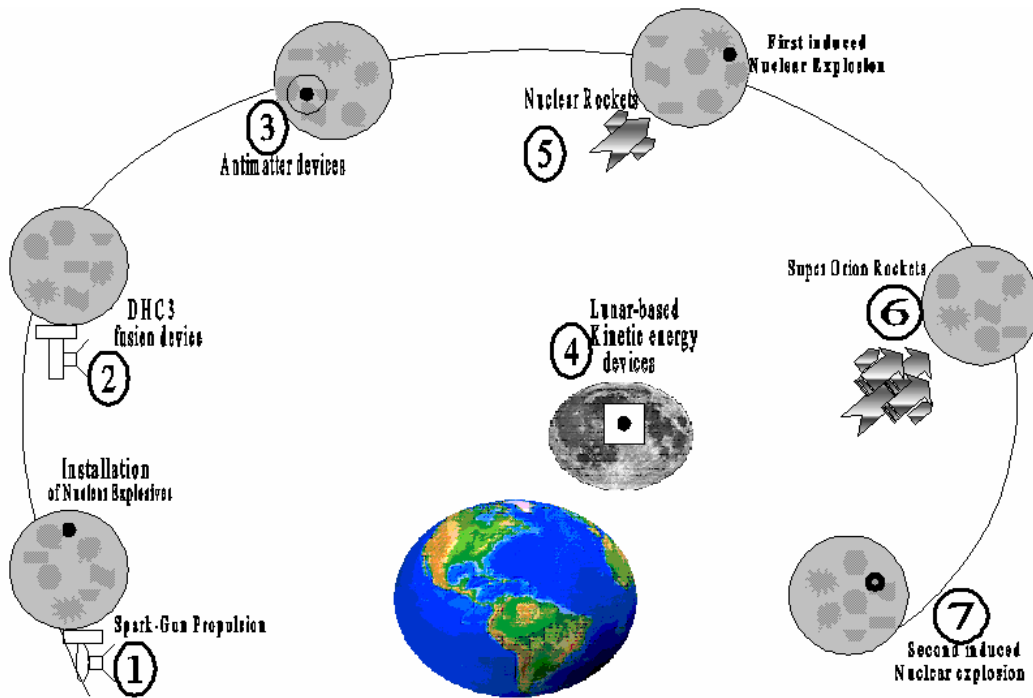 First induced
Nuclear Explosion
Nuclear Rockets
5
3
Antimatter devices
Super Orion Rockets
6
DHC3
fusion device
2
Lunar-based
4
Kinetic energy
devices
Installation
of Nuclear Explosives
Spark-Gun Propulsion
1
7
Second induced
Nuclear explosion